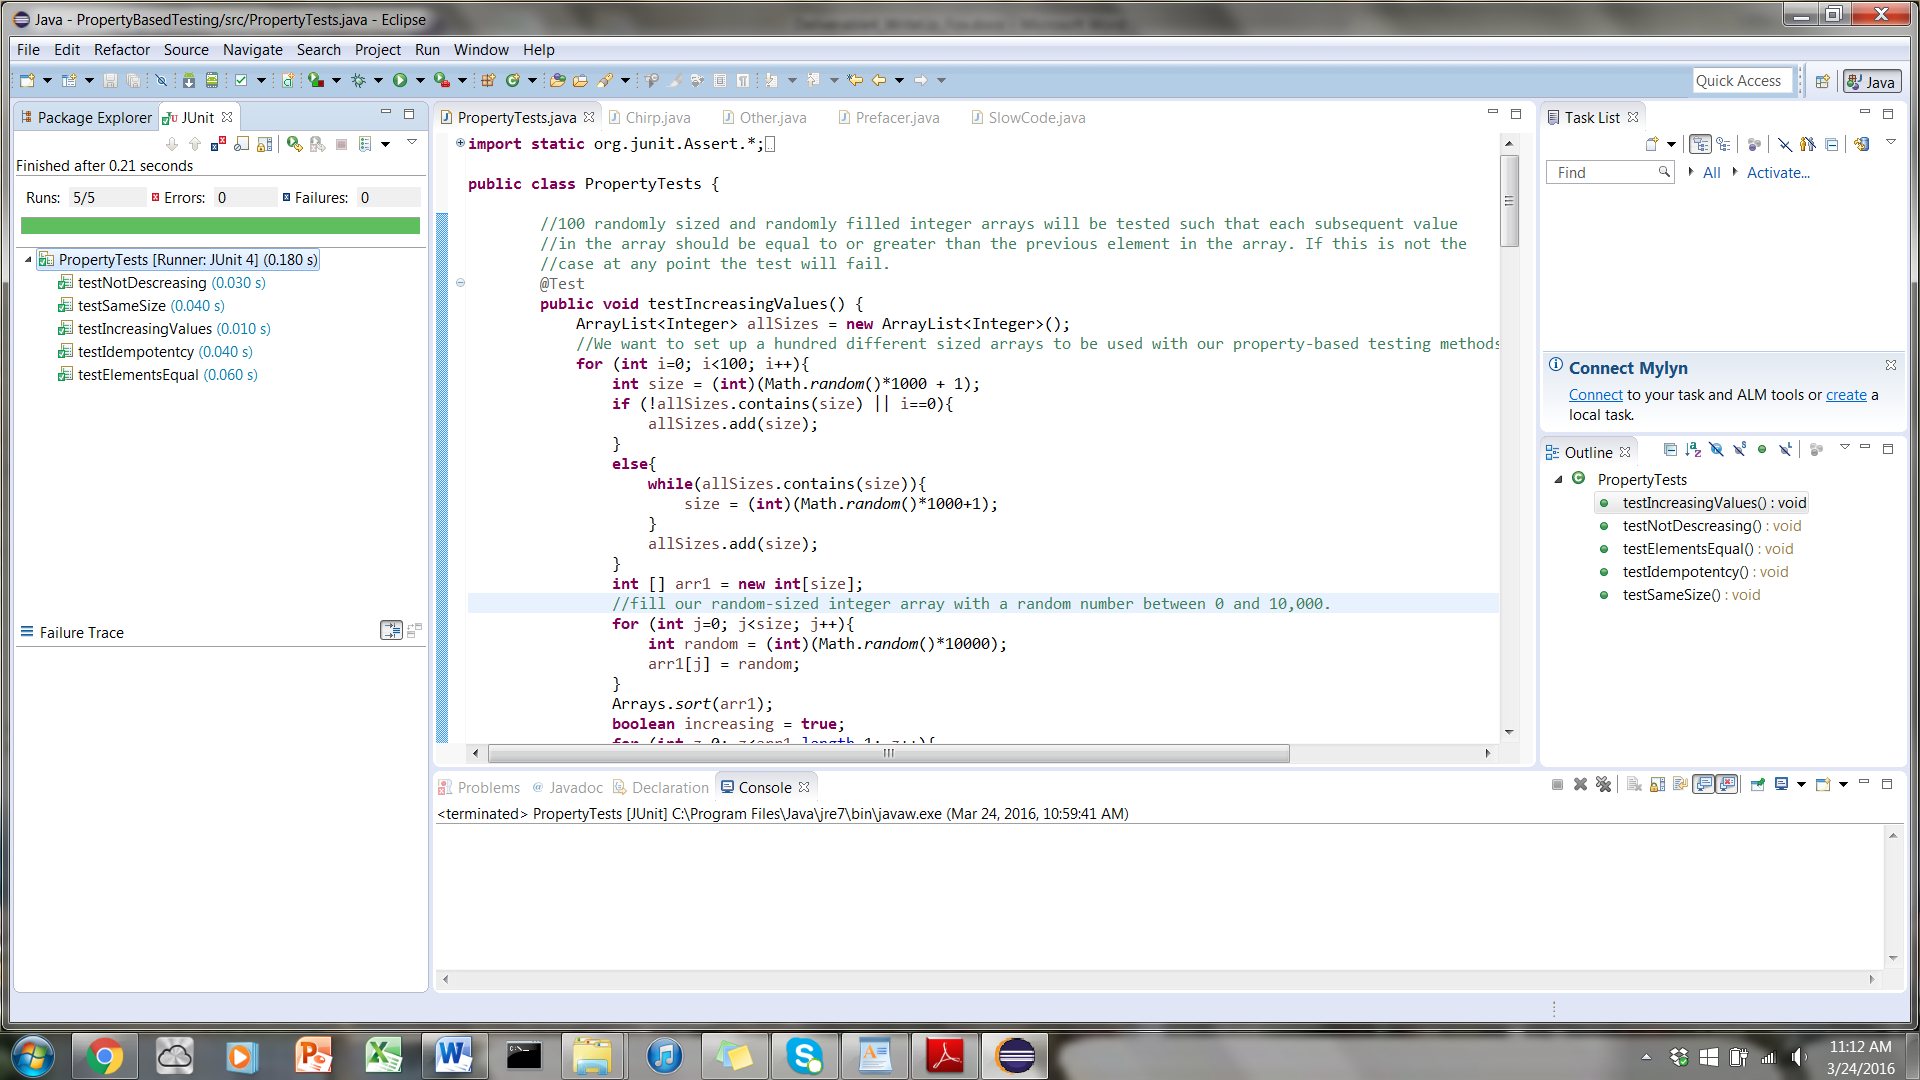 Java - PropertyBasedTesting/src/PropertyTests.java - Eclipse
File Edit Refactor Source Navigate Search Project Run Window Help
Quick Access
Java
Package Explorer
JUnit
Finished after 0.21 seconds
Runs: 5/5 Errors: 0 Failures: 0
PropertyTests [Runner: JUnit 4] (0.180 s)
testNotDescreasing (0.030 s)
testSameSize (0.040 s)
testIncreasingValues (0.010 s)
testIdempotentcy (0.040 s)
testElementsEqual (0.060 s)
Failure Trace
PropertyTests.java
Chirp.java
Other.java
Prefacer.java
SlowCode.java
import static org.junit.Assert.*;
public class PropertyTests {
//100 randomly sized and randomly filled integer arrays will be tested such that each subsequent value
//in the array should be equal to or greater than the previous element in the array. If this is not the
//case at any point the test will fail.
@Test
public void testIncreasingValues() {
ArrayList<Integer> allSizes = new ArrayList<Integer>();
//We want to set up a hundred different sized arrays to be used with our property-based testing methods
for (int i=0; i<100; i++){
int size = (int)(Math.random()*1000 + 1);
if (!allSizes.contains(size) || i==0){
allSizes.add(size);
}
else{
while(allSizes.contains(size)){
size = (int)(Math.random()*1000+1);
}
allSizes.add(size);
}
int [] arr1 = new int[size];
//fill our random-sized integer array with a random number between 0 and 10,000.
for (int j=0; j<size; j++){
int random = (int)(Math.random()*10000);
arr1[j] = random;
}
Arrays.sort(arr1);
boolean increasing = true;
Task List
Find
All
Activate...
Connect Mylyn
Connect to your task and ALM tools or create a
local task.
Outline
PropertyTests
testIncreasingValues() : void
testNotDescreasing() : void
testElementsEqual() : void
testIdempotentcy() : void
testSameSize() : void
Problems
Javadoc
Declaration
Console
<terminated> PropertyTests [JUnit] C:\Program Files\Java\jre7\bin\javaw.exe (Mar 24, 2016, 10:59:41 AM)
11:12 AM
3/24/2016